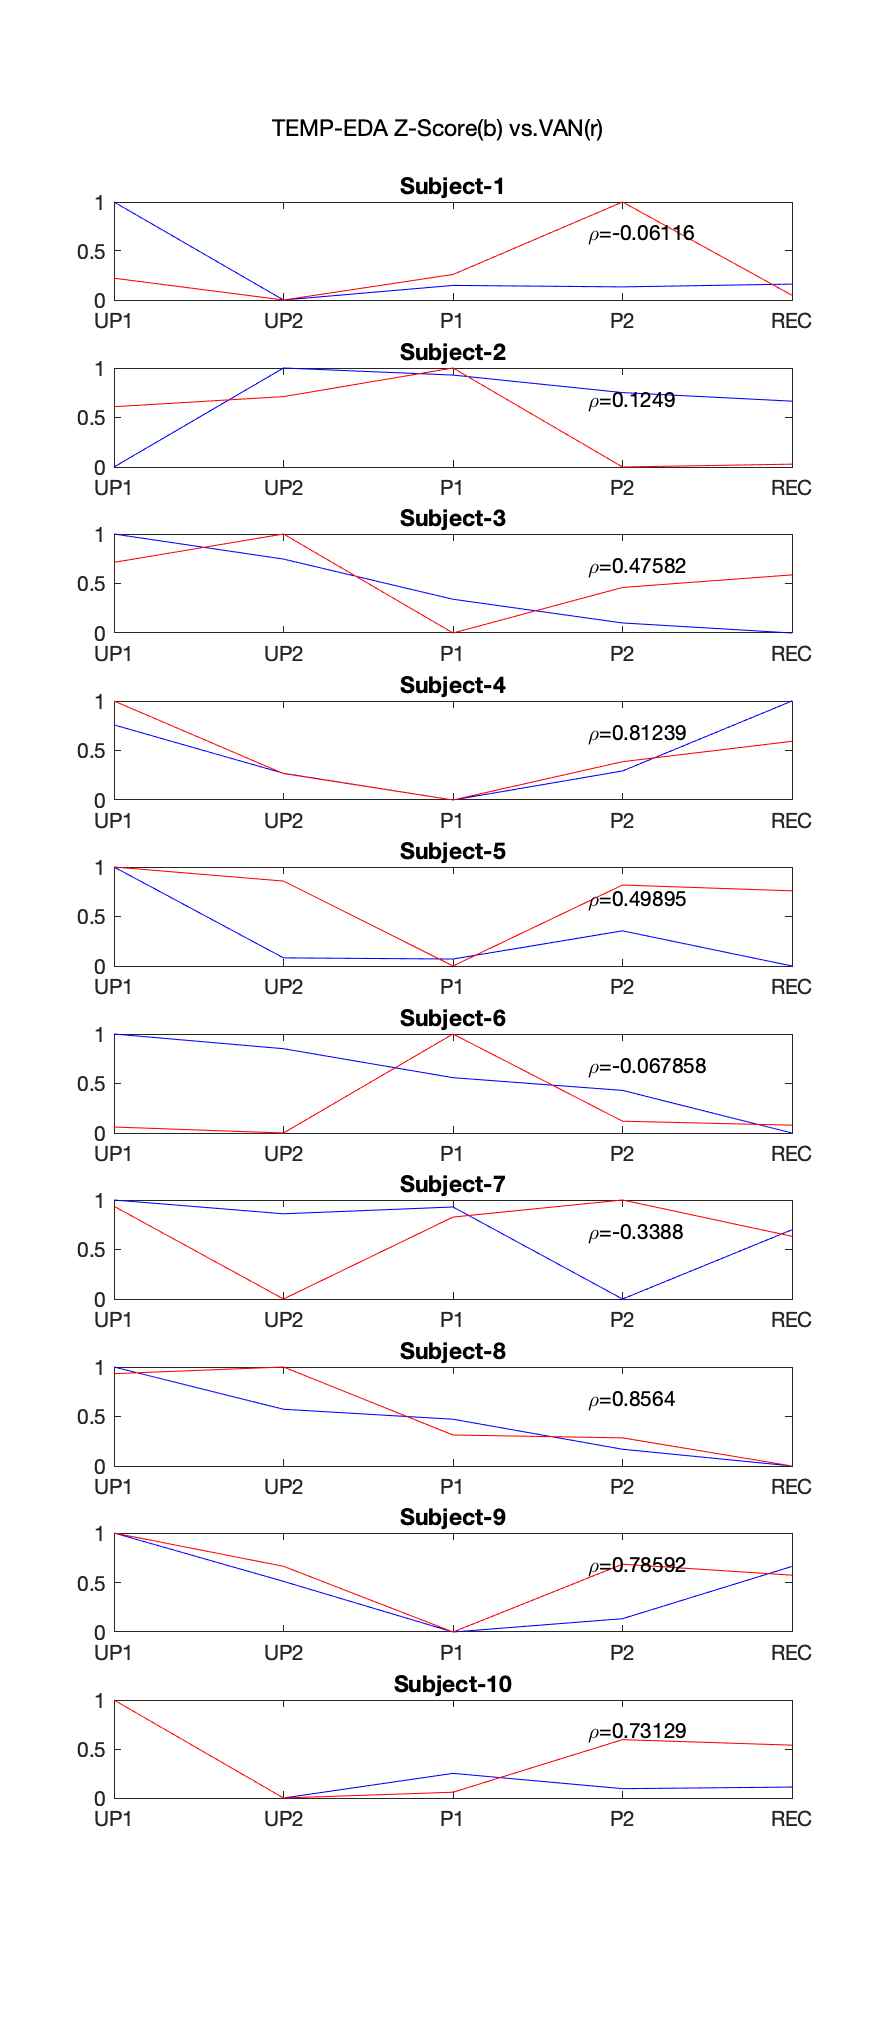 TEMP-EDA Z-Score(b) vs.VAN(r)
Subject-1
1
0.5
0
ρ=-0.06116
UP1 UP2 P1 P2 REC
Subject-2
1
0.5
0
ρ=0.1249
UP1 UP2 P1 P2 REC
Subject-3
1
0.5
0
ρ=0.47582
UP1 UP2 P1 P2 REC
Subject-4
1
0.5
0
ρ=0.81239
UP1 UP2 P1 P2 REC
Subject-5
1
0.5
0
ρ=0.49895
UP1 UP2 P1 P2 REC
Subject-6
1
0.5
0
ρ=-0.067858
UP1 UP2 P1 P2 REC
Subject-7
1
0.5
0
ρ=-0.3388
UP1 UP2 P1 P2 REC
Subject-8
1
0.5
0
ρ=0.8564
UP1 UP2 P1 P2 REC
Subject-9
1
0.5
0
ρ=0.78592
UP1 UP2 P1 P2 REC
Subject-10
1
0.5
0
ρ=0.73129
UP1 UP2 P1 P2 REC